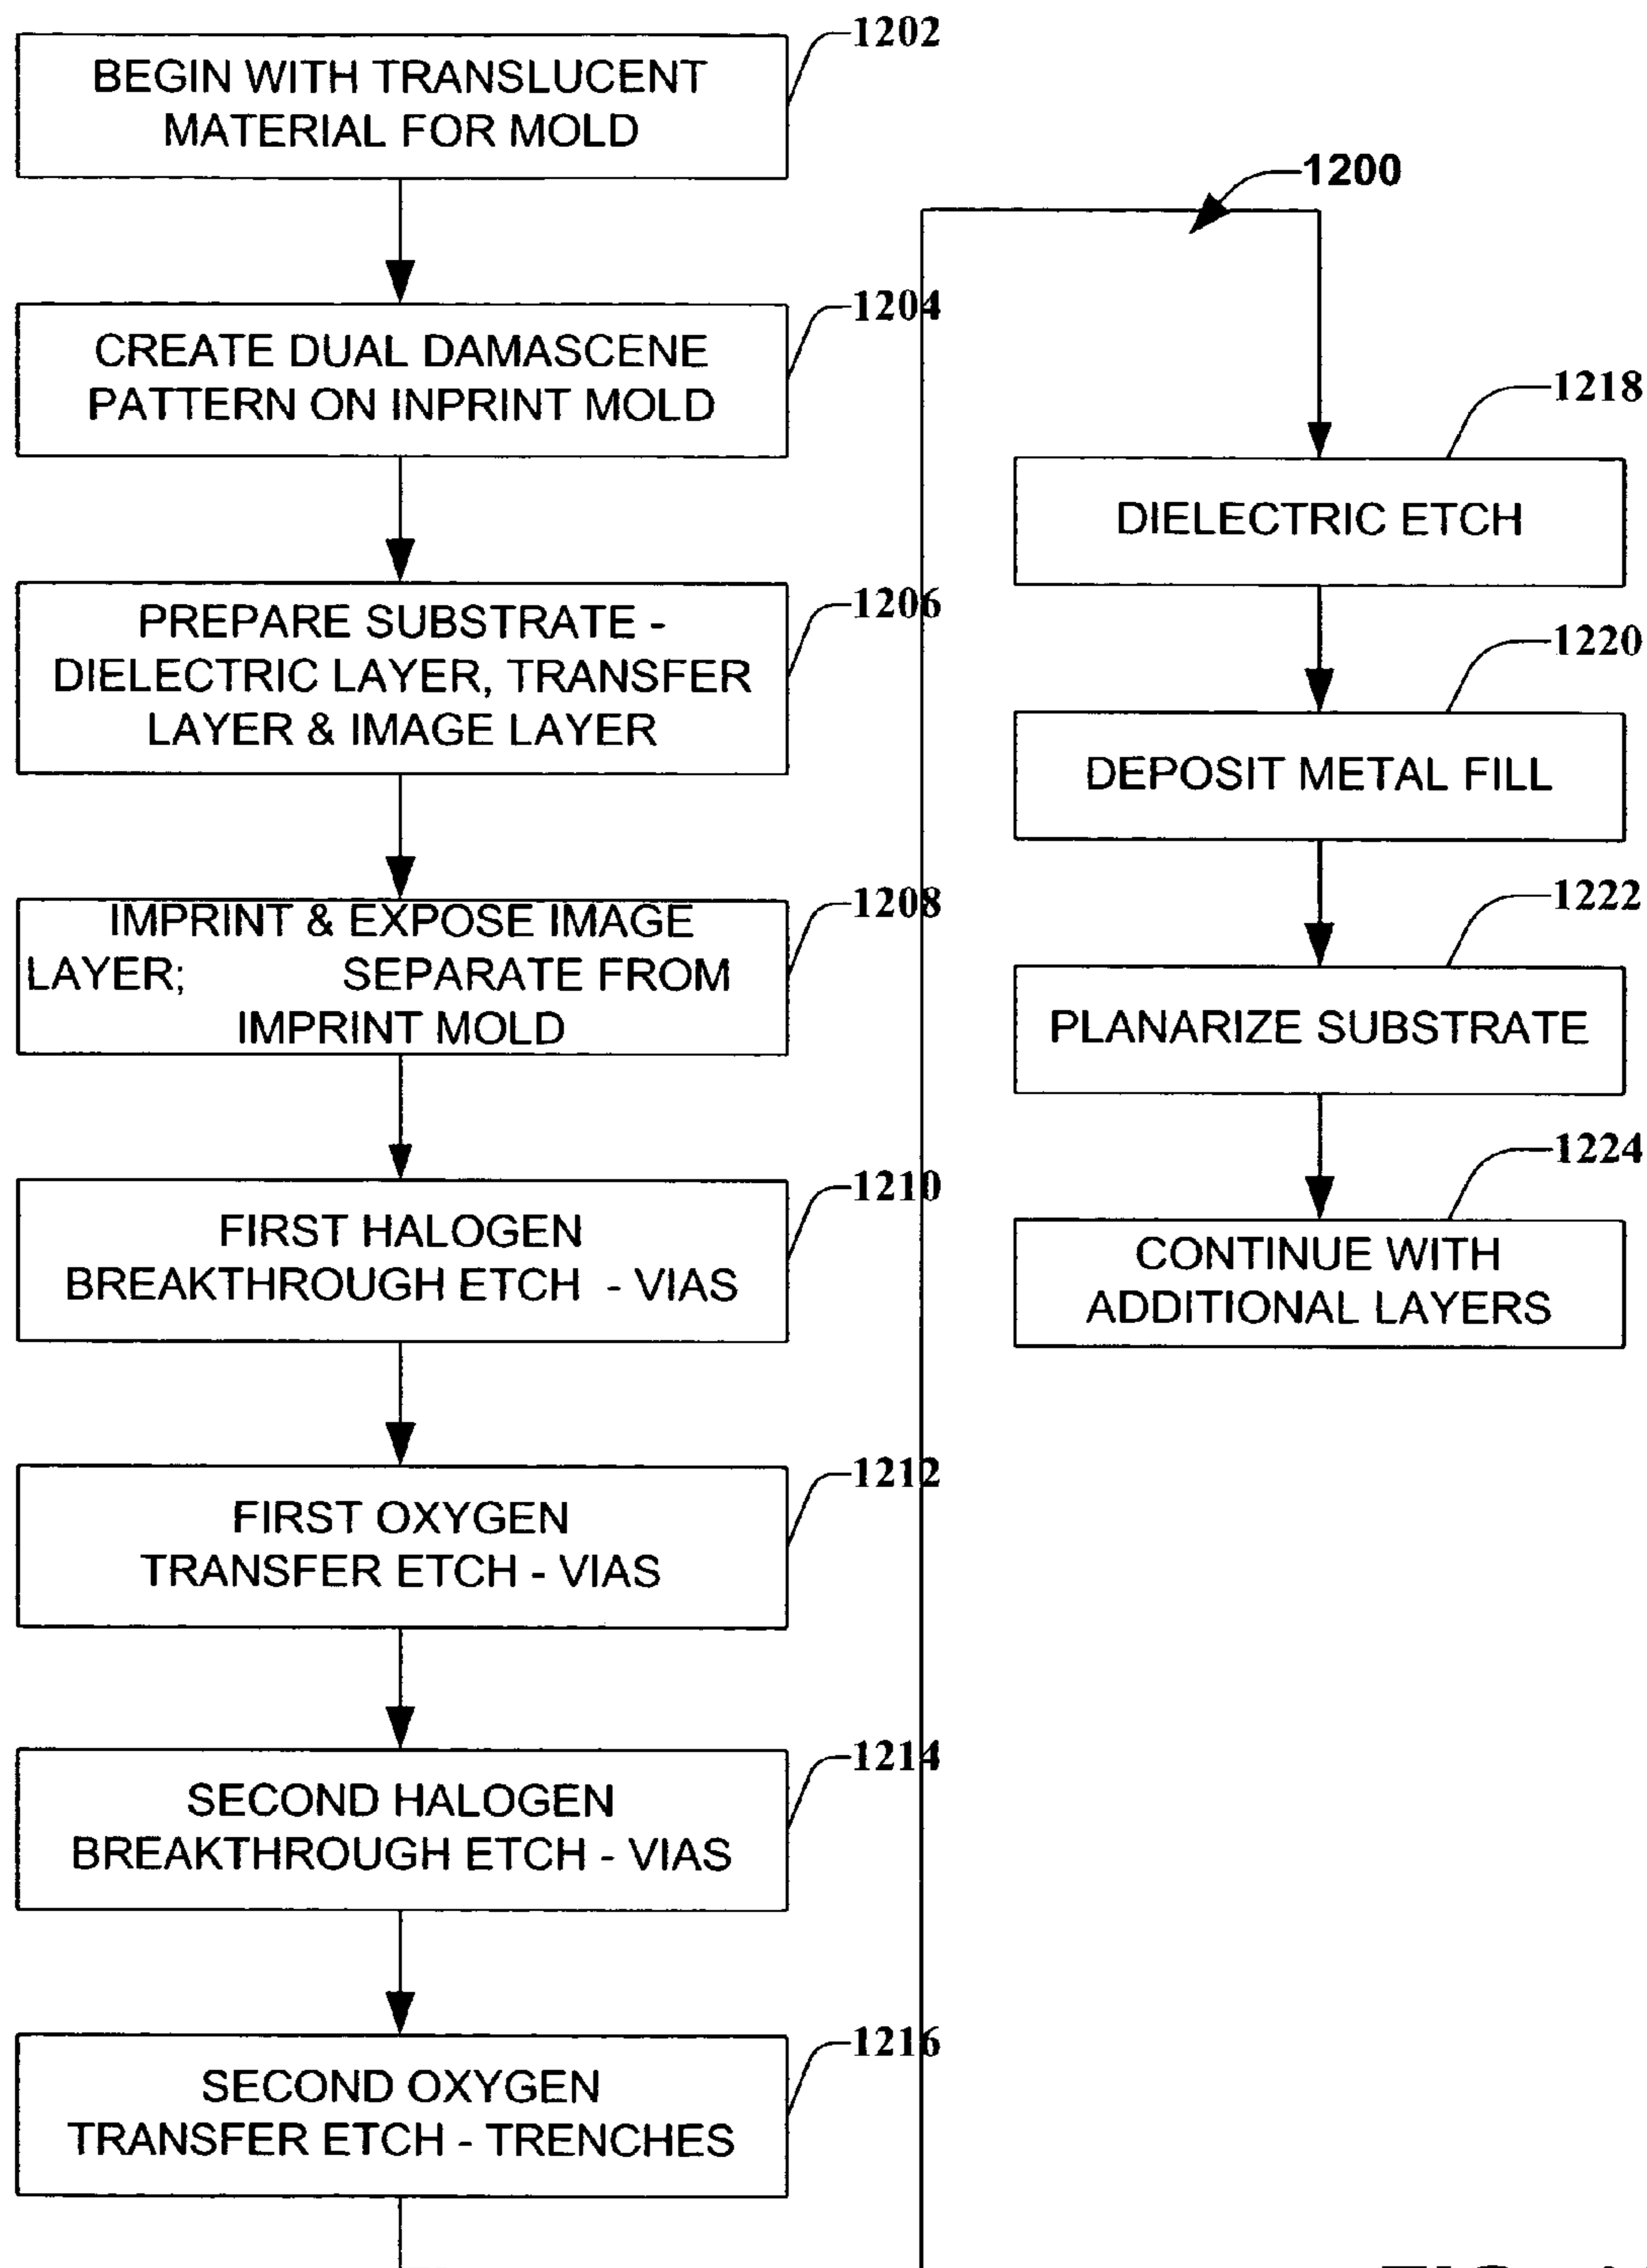 1202
BEGIN WITH TRANSLUCENT
MATERIAL FOR MOLD
1204
CREATE DUAL DAMASCENE
PATTERN ON INPRINT MOLD
1206
PREPARE SUBSTRATE -
DIELECTRIC LAYER, TRANSFER
LAYER & IMAGE LAYER
1208
IMPRINT & EXPOSE IMAGE
LAYER; SEPARATE FROM
IMPRINT MOLD
1210
FIRST HALOGEN
BREAKTHROUGH ETCH - VIAS
1212
FIRST OXYGEN
TRANSFER ETCH - VIAS
1214
SECOND HALOGEN
BREAKTHROUGH ETCH - VIAS
1216
SECOND OXYGEN
TRANSFER ETCH - TRENCHES
1200
1218
DIELECTRIC ETCH
1220
DEPOSIT METAL FILL
1222
PLANARIZE SUBSTRATE
1224
CONTINUE WITH
ADDITIONAL LAYERS